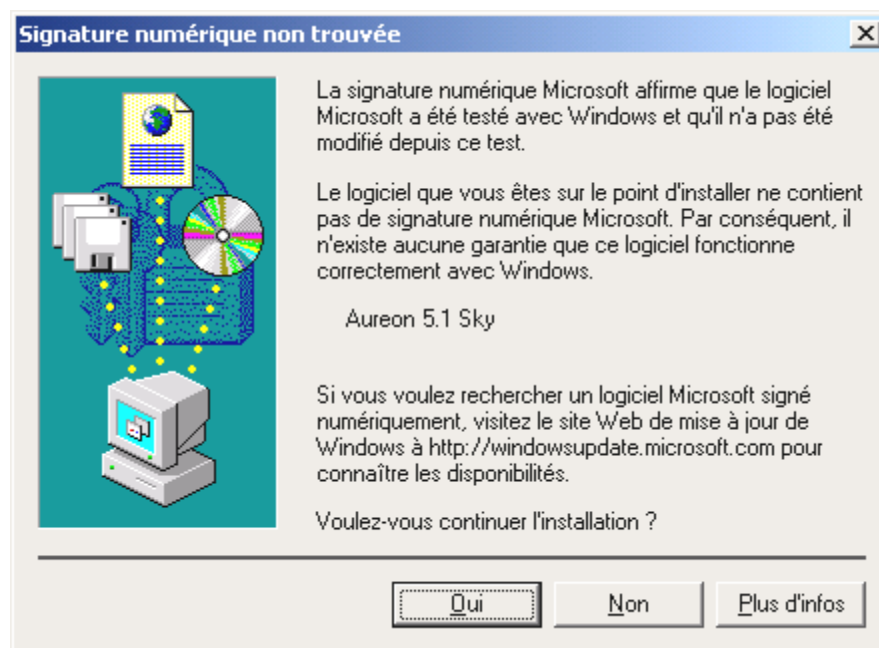 Signature numérique non trouvée
La signature numérique Microsoft affirme que le logiciel
Microsoft a été testé avec Windows et qu'il n'a pas été
modifié depuis ce test.
Le logiciel que vous êtes sur le point d'installer ne contient
pas de signature numérique Microsoft. Par conséquent, il
n'existe aucune garantie que ce logiciel fonctionne
correctement avec Windows.
Aureon 5.1 Sky
Si vous voulez rechercher un logiciel Microsoft signé
numériquement, visitez le site Web de mise à jour de
Windows à http://windowsupdate.microsoft.com pour
connaître les disponibilités.
Voulez-vous continuer l'installation ?
Oui Non Plus d'infos